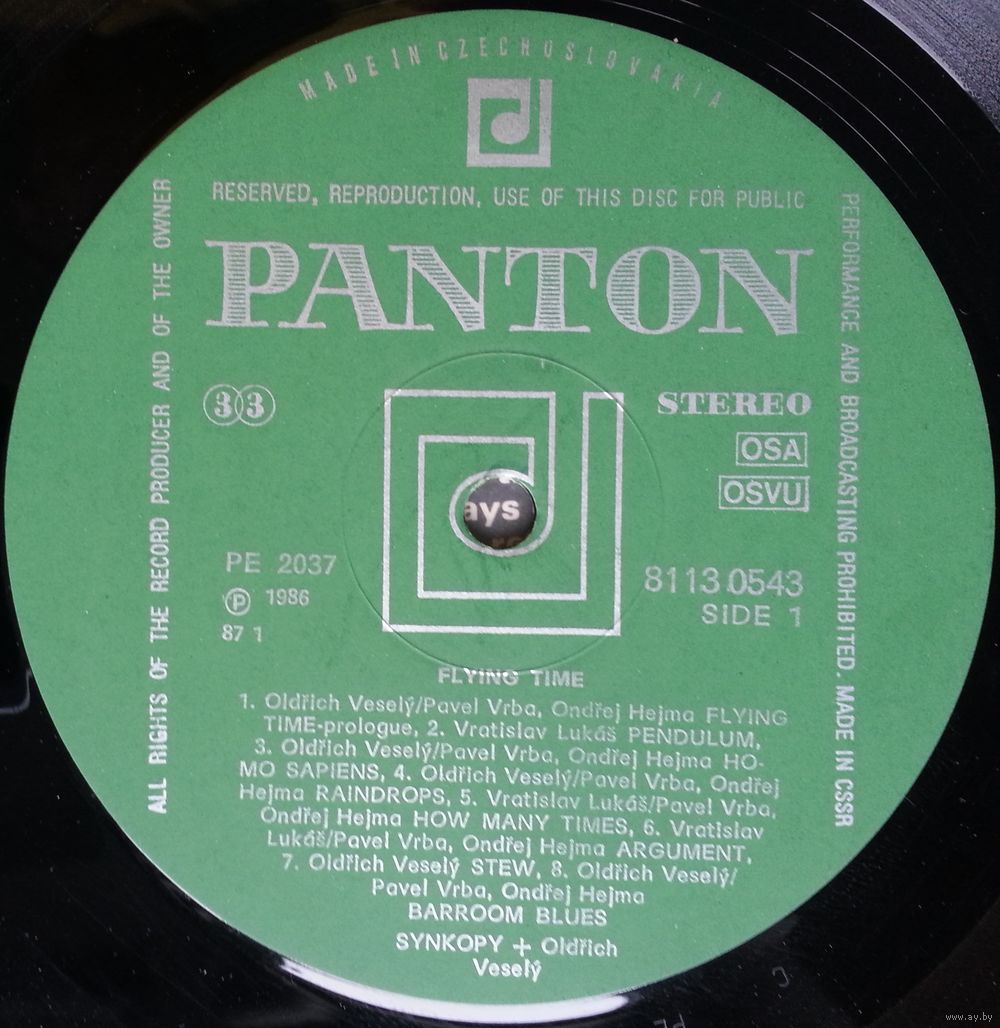 MADE IN CZECHOSLOVAKIA
RESERVED, REPRODUCTION, USE OF THIS DISC FOR PUBLIC
PERFORMANCE AND BROADCASTING PROHIBITED. MADE IN CSSR
ALL RIGHTS OF THE RECORD PRODUCER AND OF THE OWNER
PANTON
33
STEREO
OSA
OSVU
ays
PE 2037
8113 0543
Ⓟ 1986
SIDE 1
87 1
FLYING TIME
1. Oldřich Veselý/Pavel Vrba, Ondřej Hejma FLYING
TIME-prologue, 2. Vratislav Lukáš PENDULUM,
3. Oldřich Veselý/Pavel Vrba, Ondřej Hejma HO-
MO SAPIENS, 4. Oldřich Veselý/Pavel Vrba, Ondřej
Hejma RAINDROPS, 5. Vratislav Lukáš/Pavel Vrba,
Ondřej Hejma HOW MANY TIMES, 6. Vratislav
Lukáš/Pavel Vrba, Ondřej Hejma ARGUMENT,
7. Oldřich Veselý STEW, 8. Oldřich Veselý/
Pavel Vrba, Ondřej Hejma
BARROOM BLUES
SYNKOPY + Oldřich
Veselý
www.ay.by